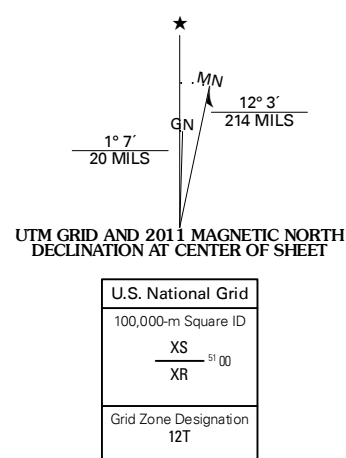 ★
MN
GN
12° 3´
214 MILS
1° 7´
20 MILS
UTM GRID AND 2011 MAGNETIC NORTH
DECLINATION AT CENTER OF SHEET
U.S. National Grid
100,000-m Square ID
XS
51 00
XR
Grid Zone Designation
12T